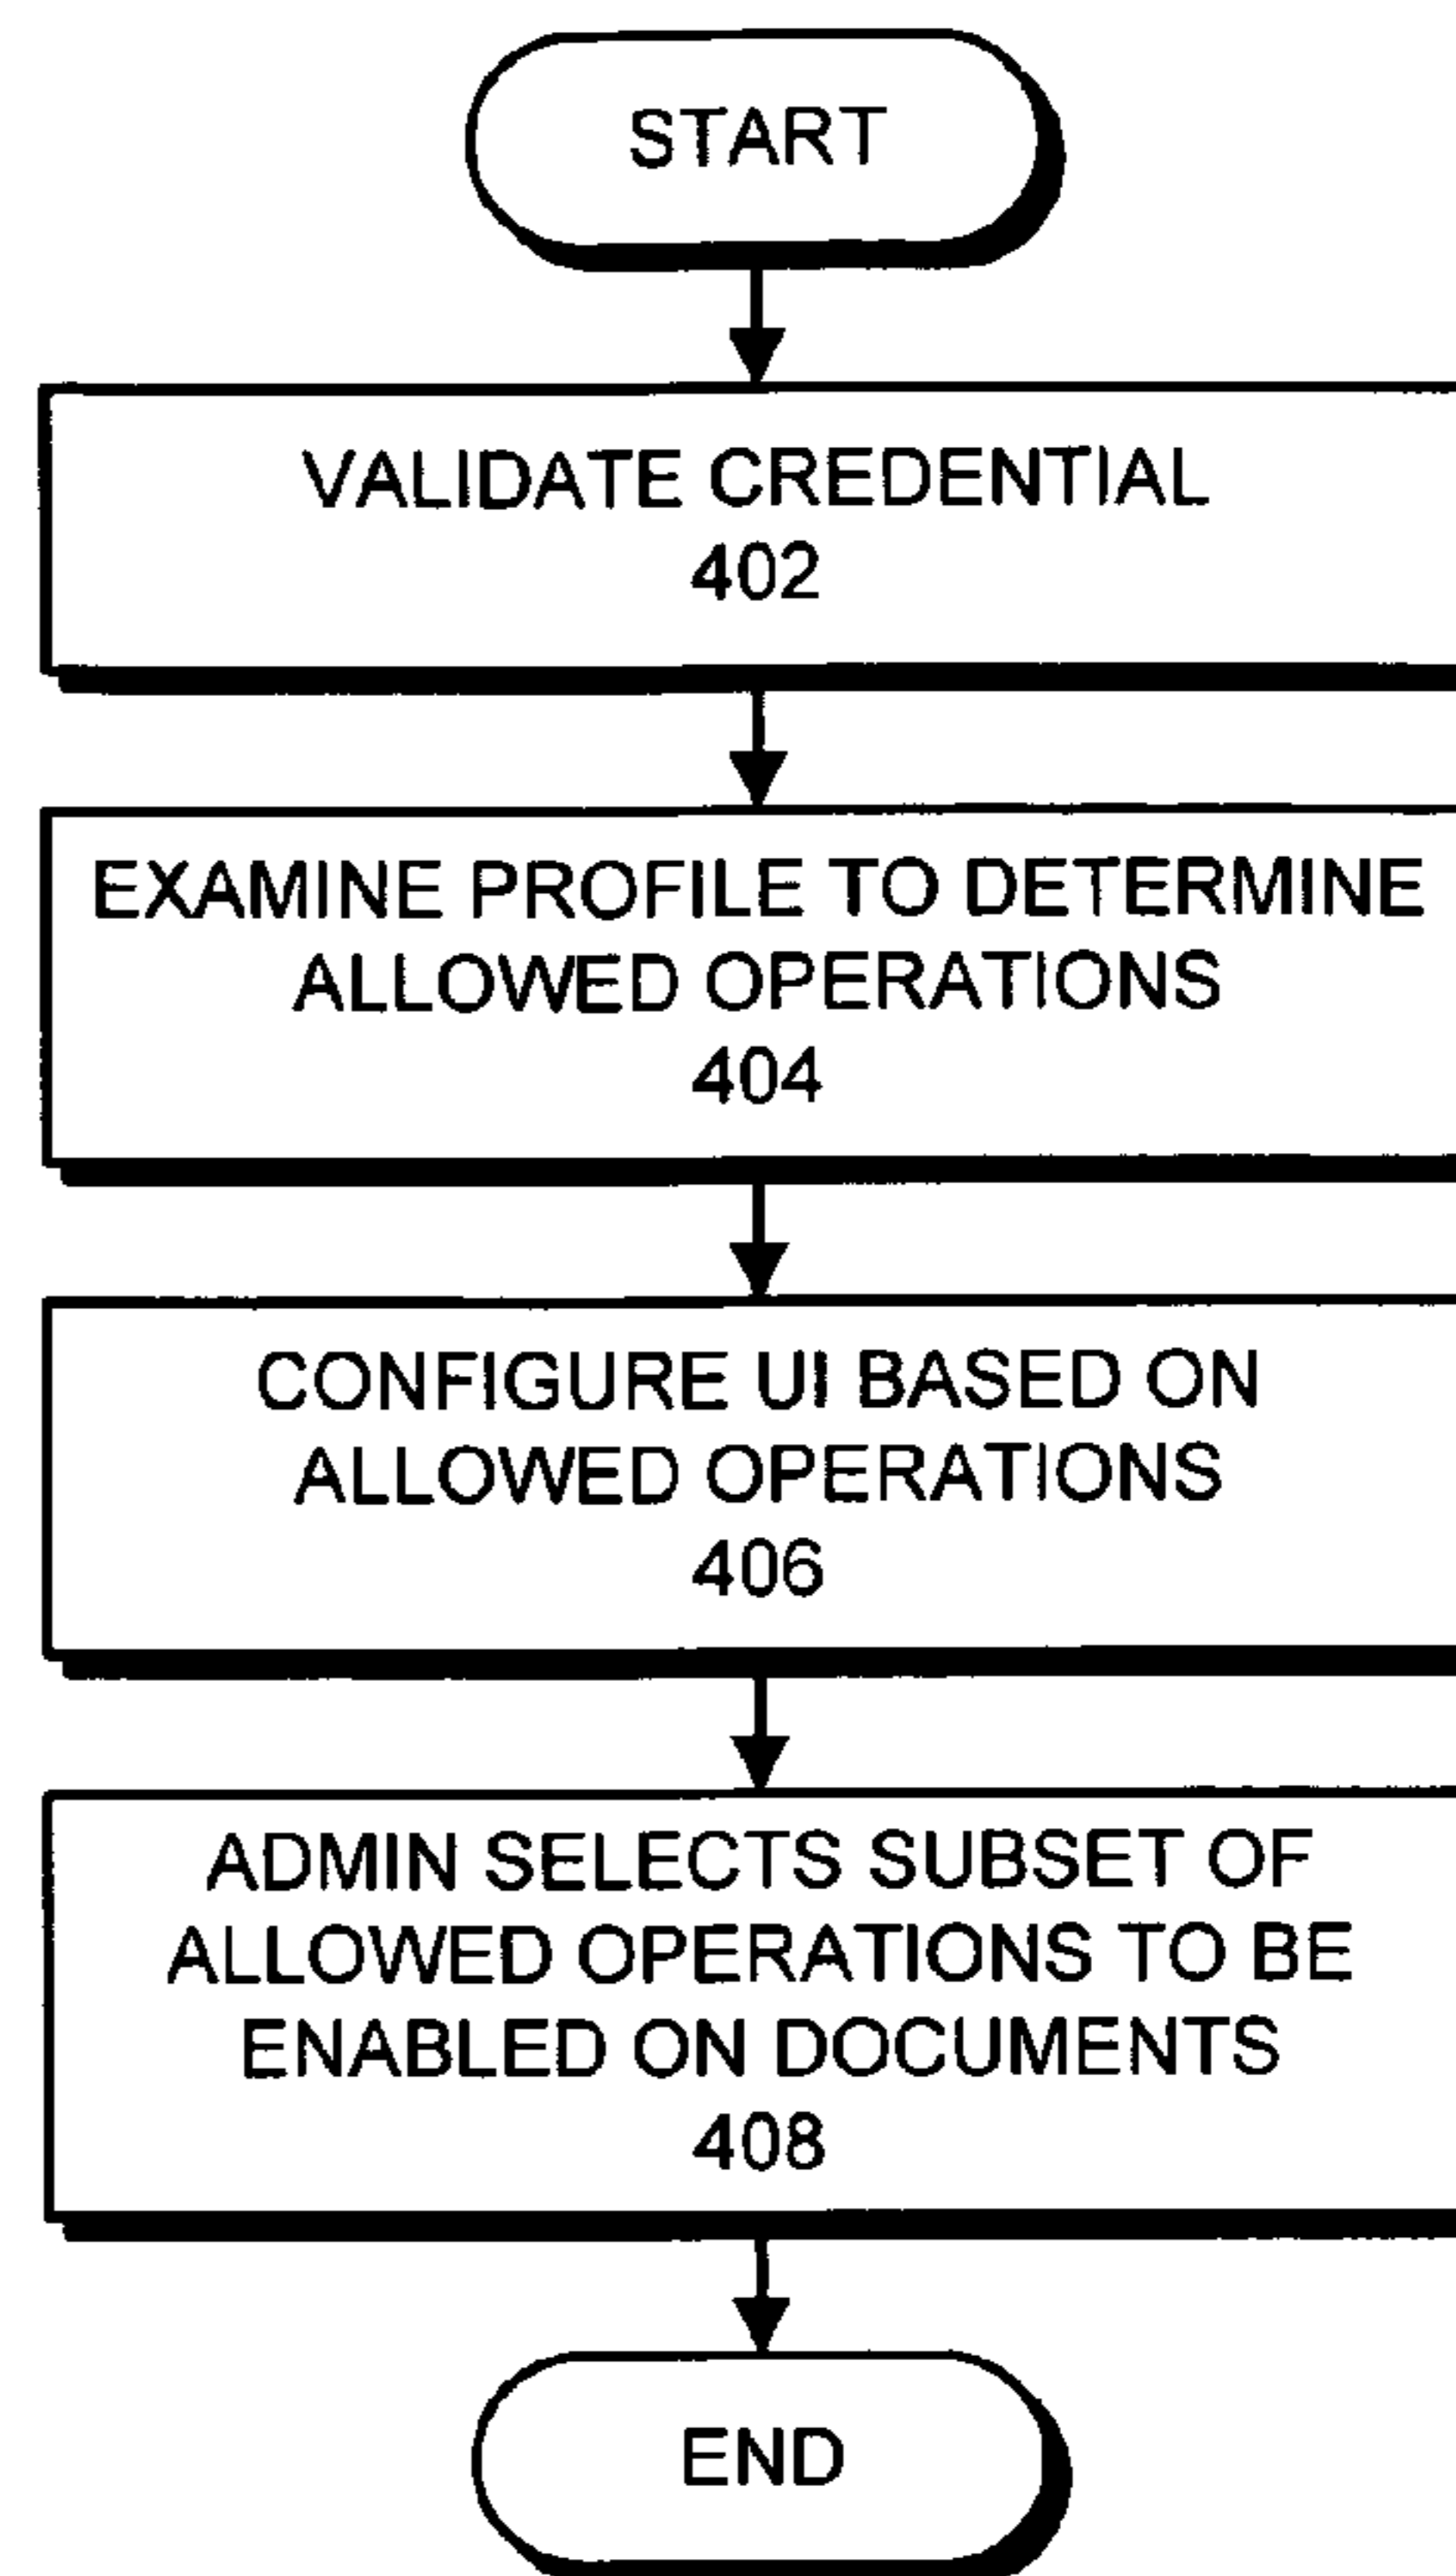 START
VALIDATE CREDENTIAL
402
EXAMINE PROFILE TO DETERMINE
ALLOWED OPERATIONS
404
CONFIGURE UI BASED ON
ALLOWED OPERATIONS
406
ADMIN SELECTS SUBSET OF
ALLOWED OPERATIONS TO BE
ENABLED ON DOCUMENTS
408
END